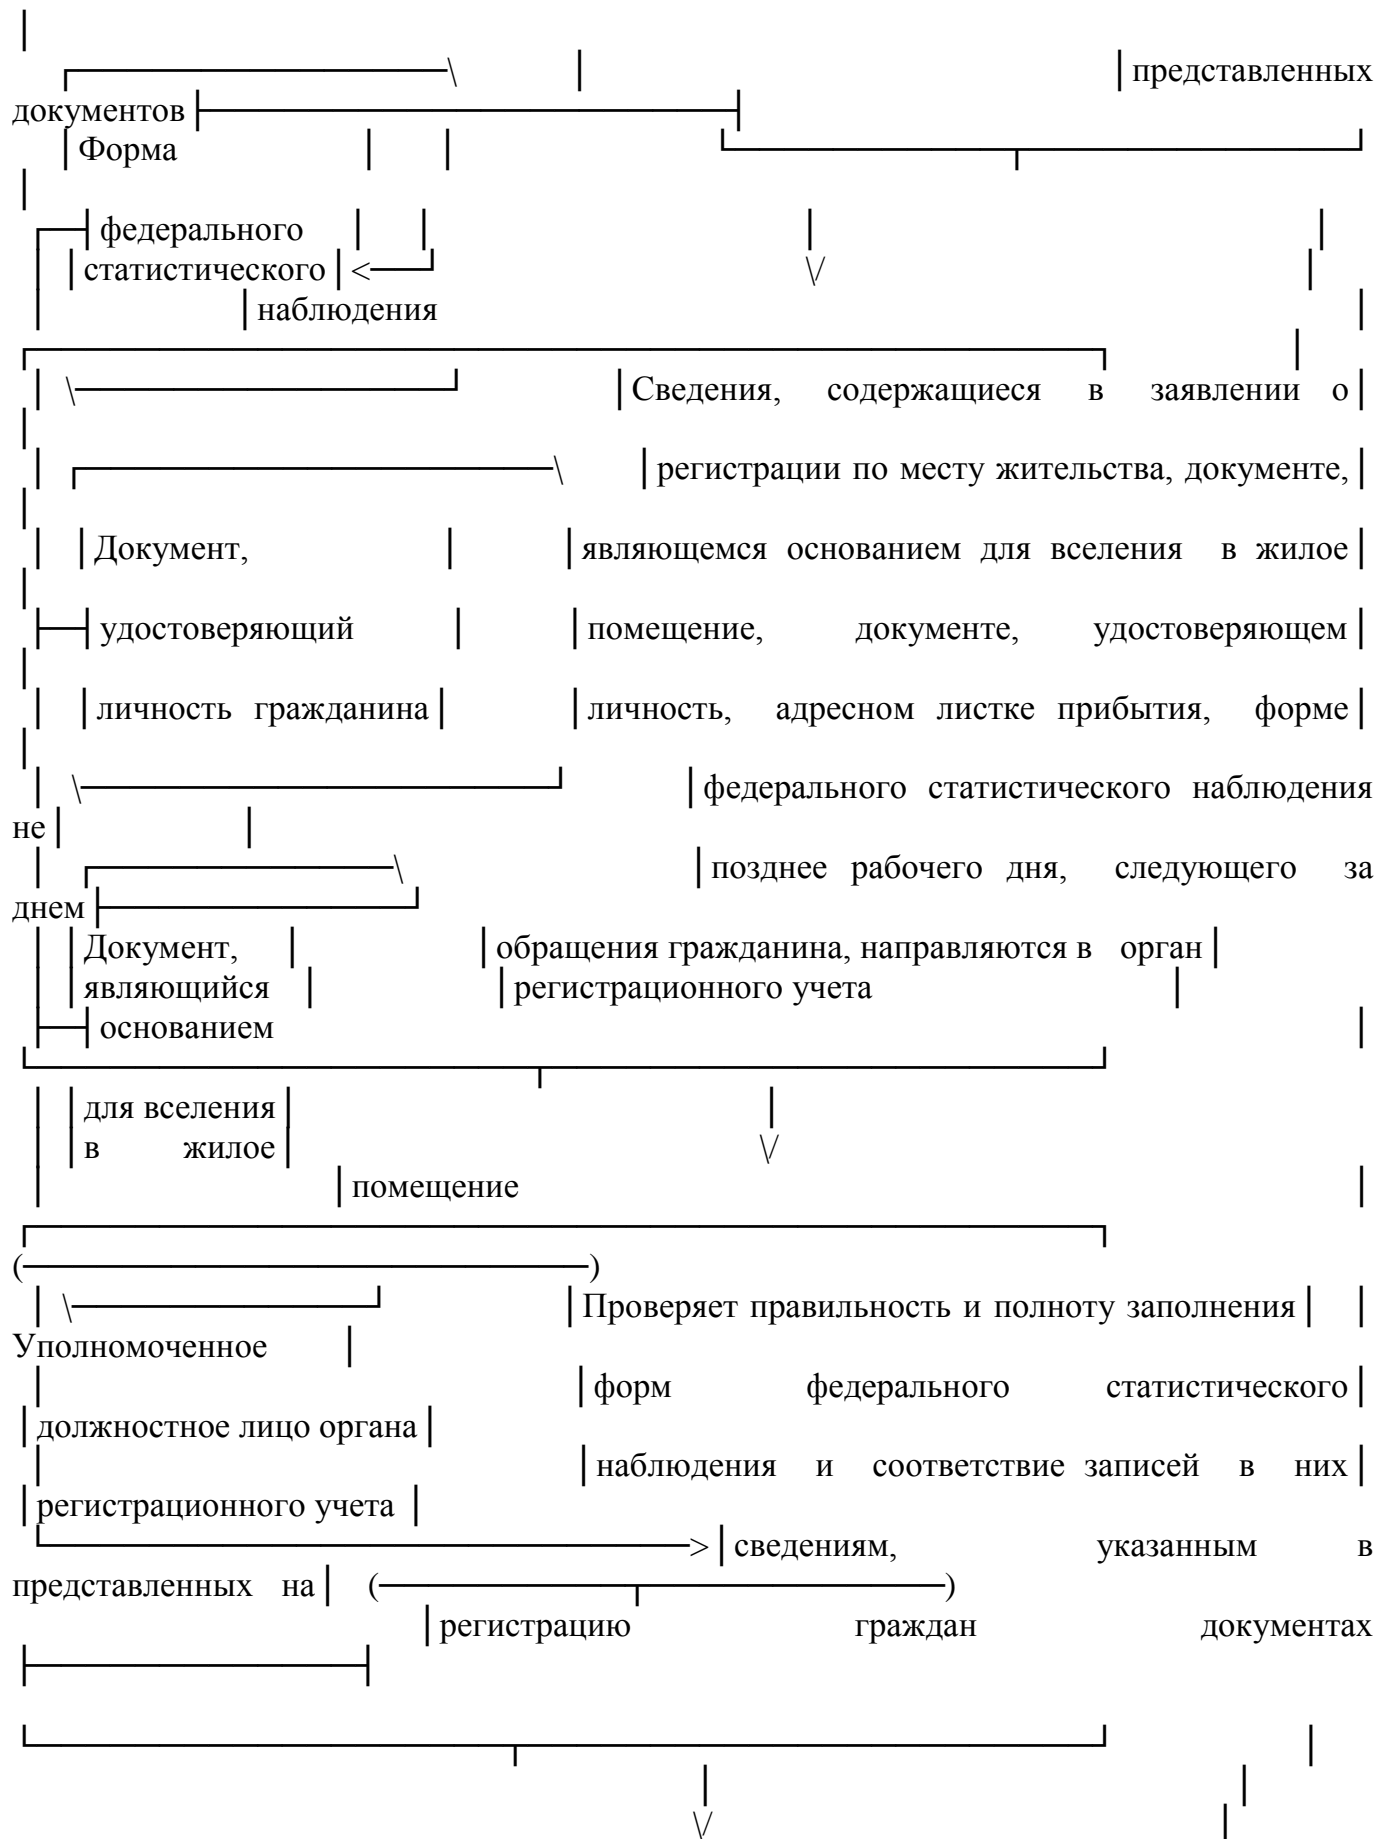 представленных
документов
Форма
федерального
статистического
наблюдения
Сведения, содержащиеся в заявлении о
регистрации по месту жительства, документе,
Документ, являющемся основанием для вселения в жилое
удостоверяющий помещение, документе, удостоверяющем
личность гражданина личность, адресном листке прибытия, форме
федерального статистического наблюдения
не
позднее рабочего дня, следующего за
днем
Документ, обращения гражданина, направляются в орган
являющийся регистрационного учета
основанием
для вселения
в жилое
помещение
Проверяет правильность и полноту заполнения
Уполномоченное
форм федерального статистического
должностное лицо органа
наблюдения и соответствие записей в них
регистрационного учета
сведениям, указанным в
представленных на
регистрацию граждан документах